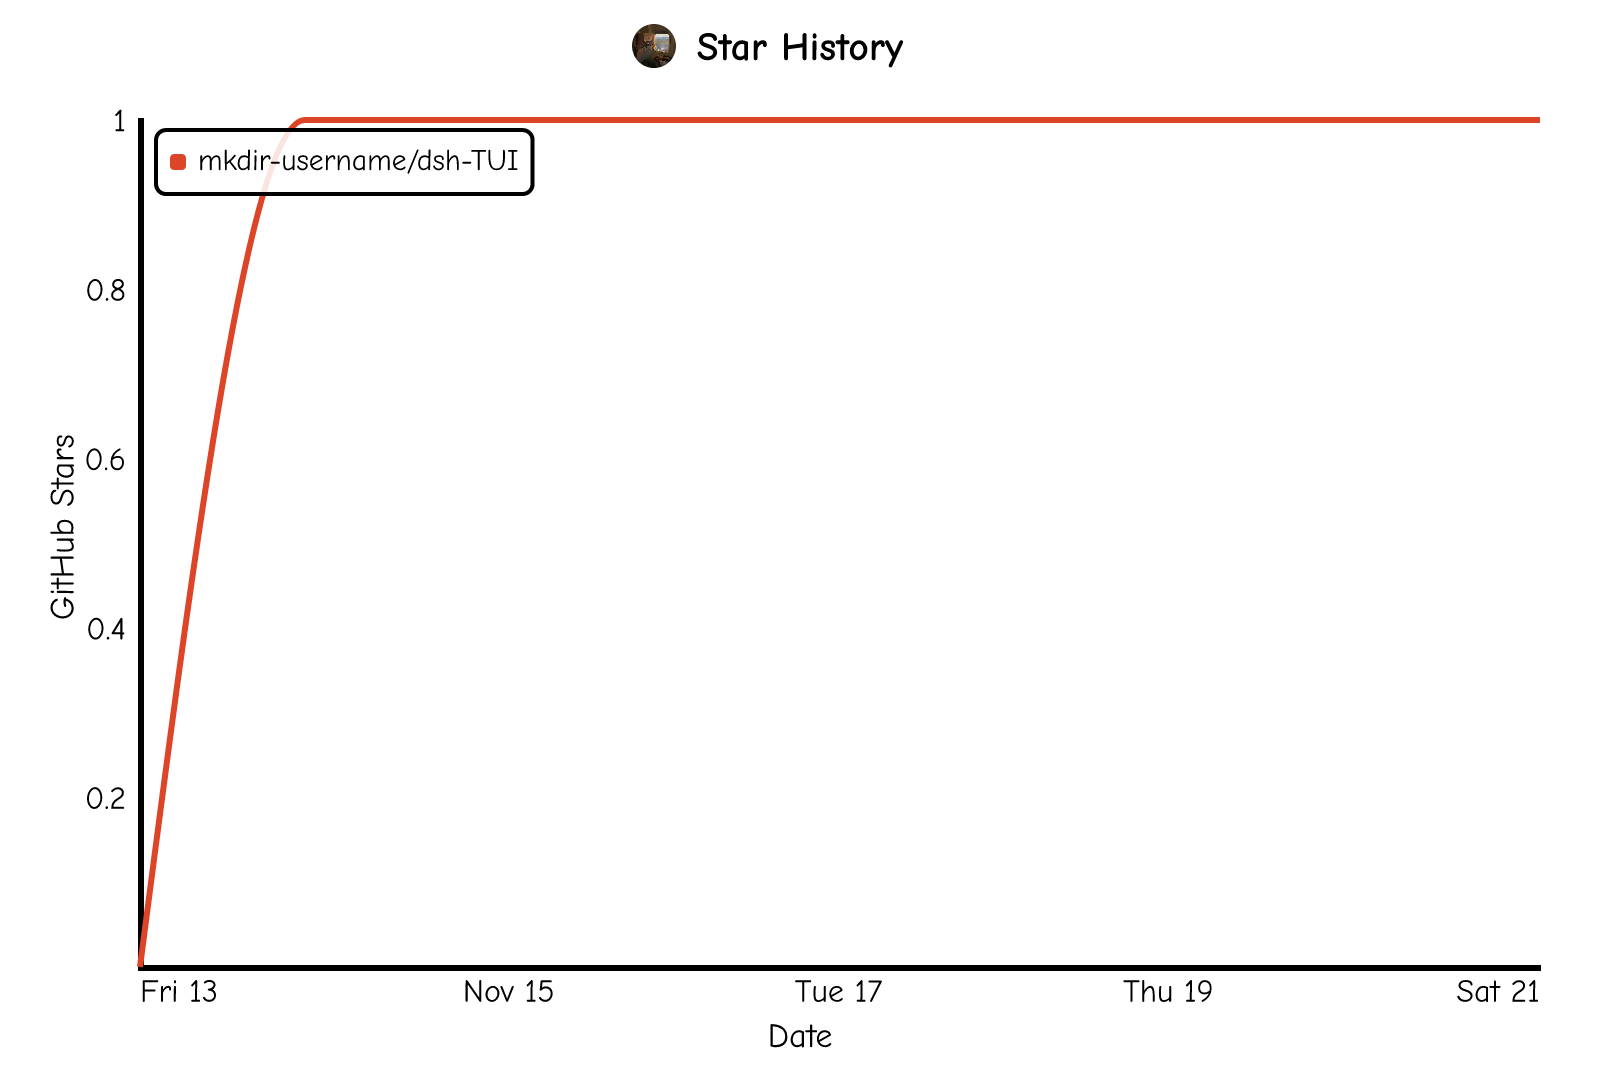 Star History
1
mkdir-username/dsh-TUI
0.8
0.6
GitHub Stars
0.4
0.2
Fri 13 Nov 15 Tue 17 Thu 19 Sat 21
Date